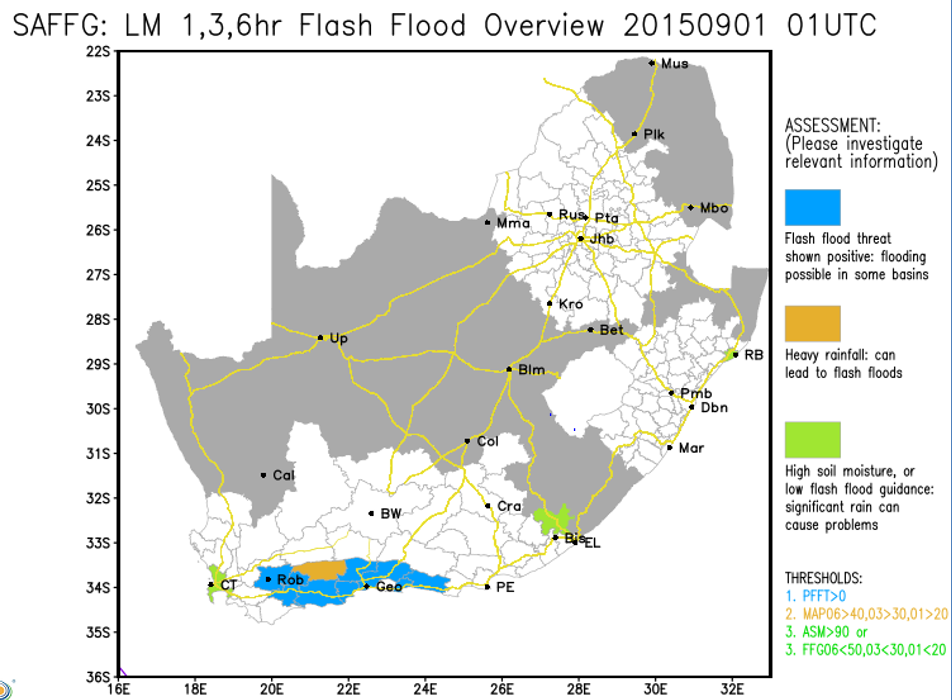 SAFFG: LM 1,3,6hr Flash Flood Overview 20150901 01UTC
22S
Mus
23S
24S
Plk
25S
Mbo
Rus
Pta
Mma
26S
Jhb
27S
Kro
28S
Bet
Up
RB
29S
Blm
Pmb
30S
Dbn
Col
Mar
31S
Cal
32S
Cra
BW
33S
Bis
EL
Rob
CT
Geo
PE
34S
35S
36S
16E
18E
20E
22E
24E
26E
28E
30E
32E
ASSESSMENT:
(Please investigate
relevant information)
Flash flood threat
shown positive: flooding
possible in some basins
Heavy rainfall: can
lead to flash floods
High soil moisture, or
low flash flood guidance:
significant rain can
cause problems
THRESHOLDS:
1. PFFT>0
2. MAP06>40,03>30,01>20
3. ASM>90 or
3. FFG06<50,03<30,01<20